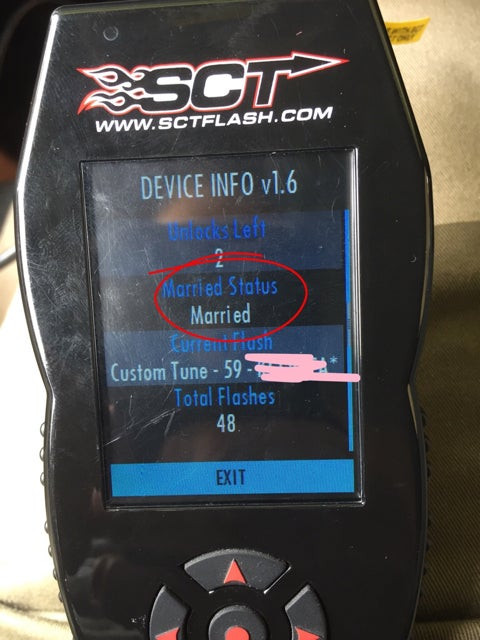 SCT
WWW.SCTFLASH.COM
DEVICE INFO v1.6
Unlocks Left
2
Married Status
Married
Current Flash
Custom Tune - 59 -
Total Flashes
48
EXIT